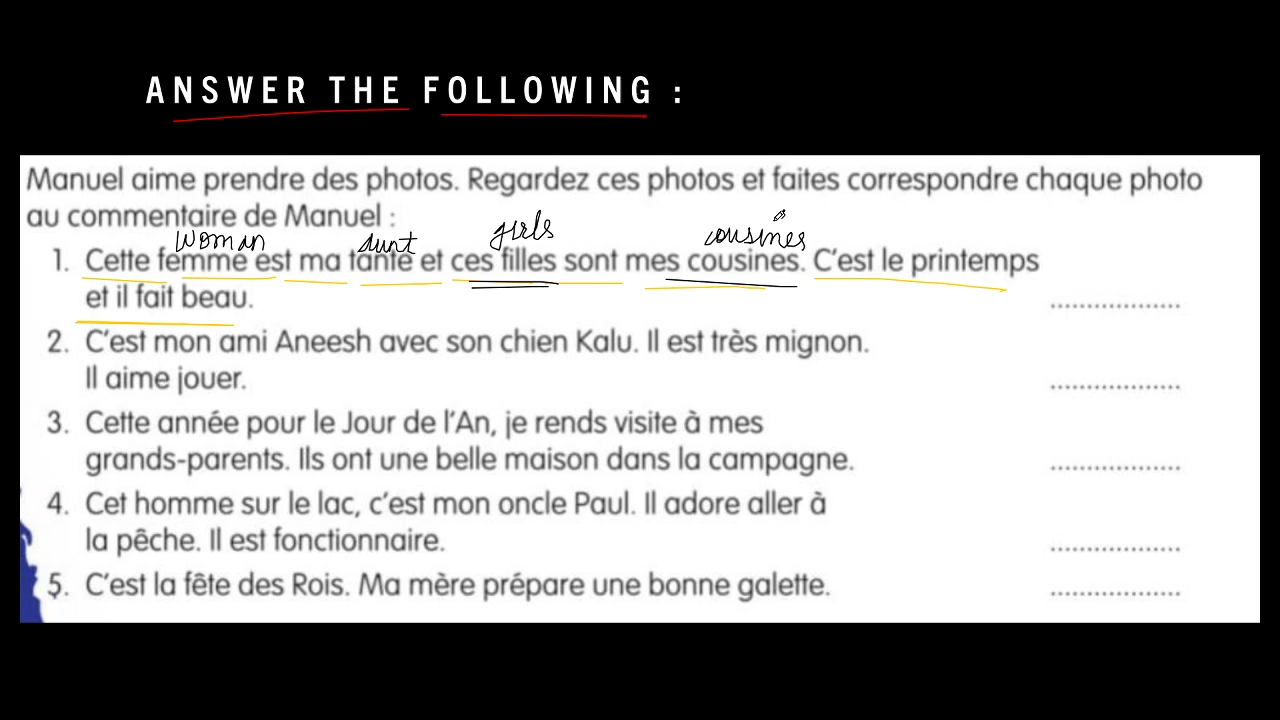 ANSWER THE FOLLOWING :
Manuel aime prendre des photos. Regardez ces photos et faites correspondre chaque photo
au commentaire de Manuel :
woman aunt girls cousines
1. Cette femme est ma tante et ces filles sont mes cousines. C'est le printemps
et il fait beau. ..................
2. C'est mon ami Aneesh avec son chien Kalu. Il est très mignon.
Il aime jouer. ..................
3. Cette année pour le Jour de l'An, je rends visite à mes
grands-parents. Ils ont une belle maison dans la campagne. ..................
4. Cet homme sur le lac, c'est mon oncle Paul. Il adore aller à
la pêche. Il est fonctionnaire. ..................
5. C'est la fête des Rois. Ma mère prépare une bonne galette. ..................